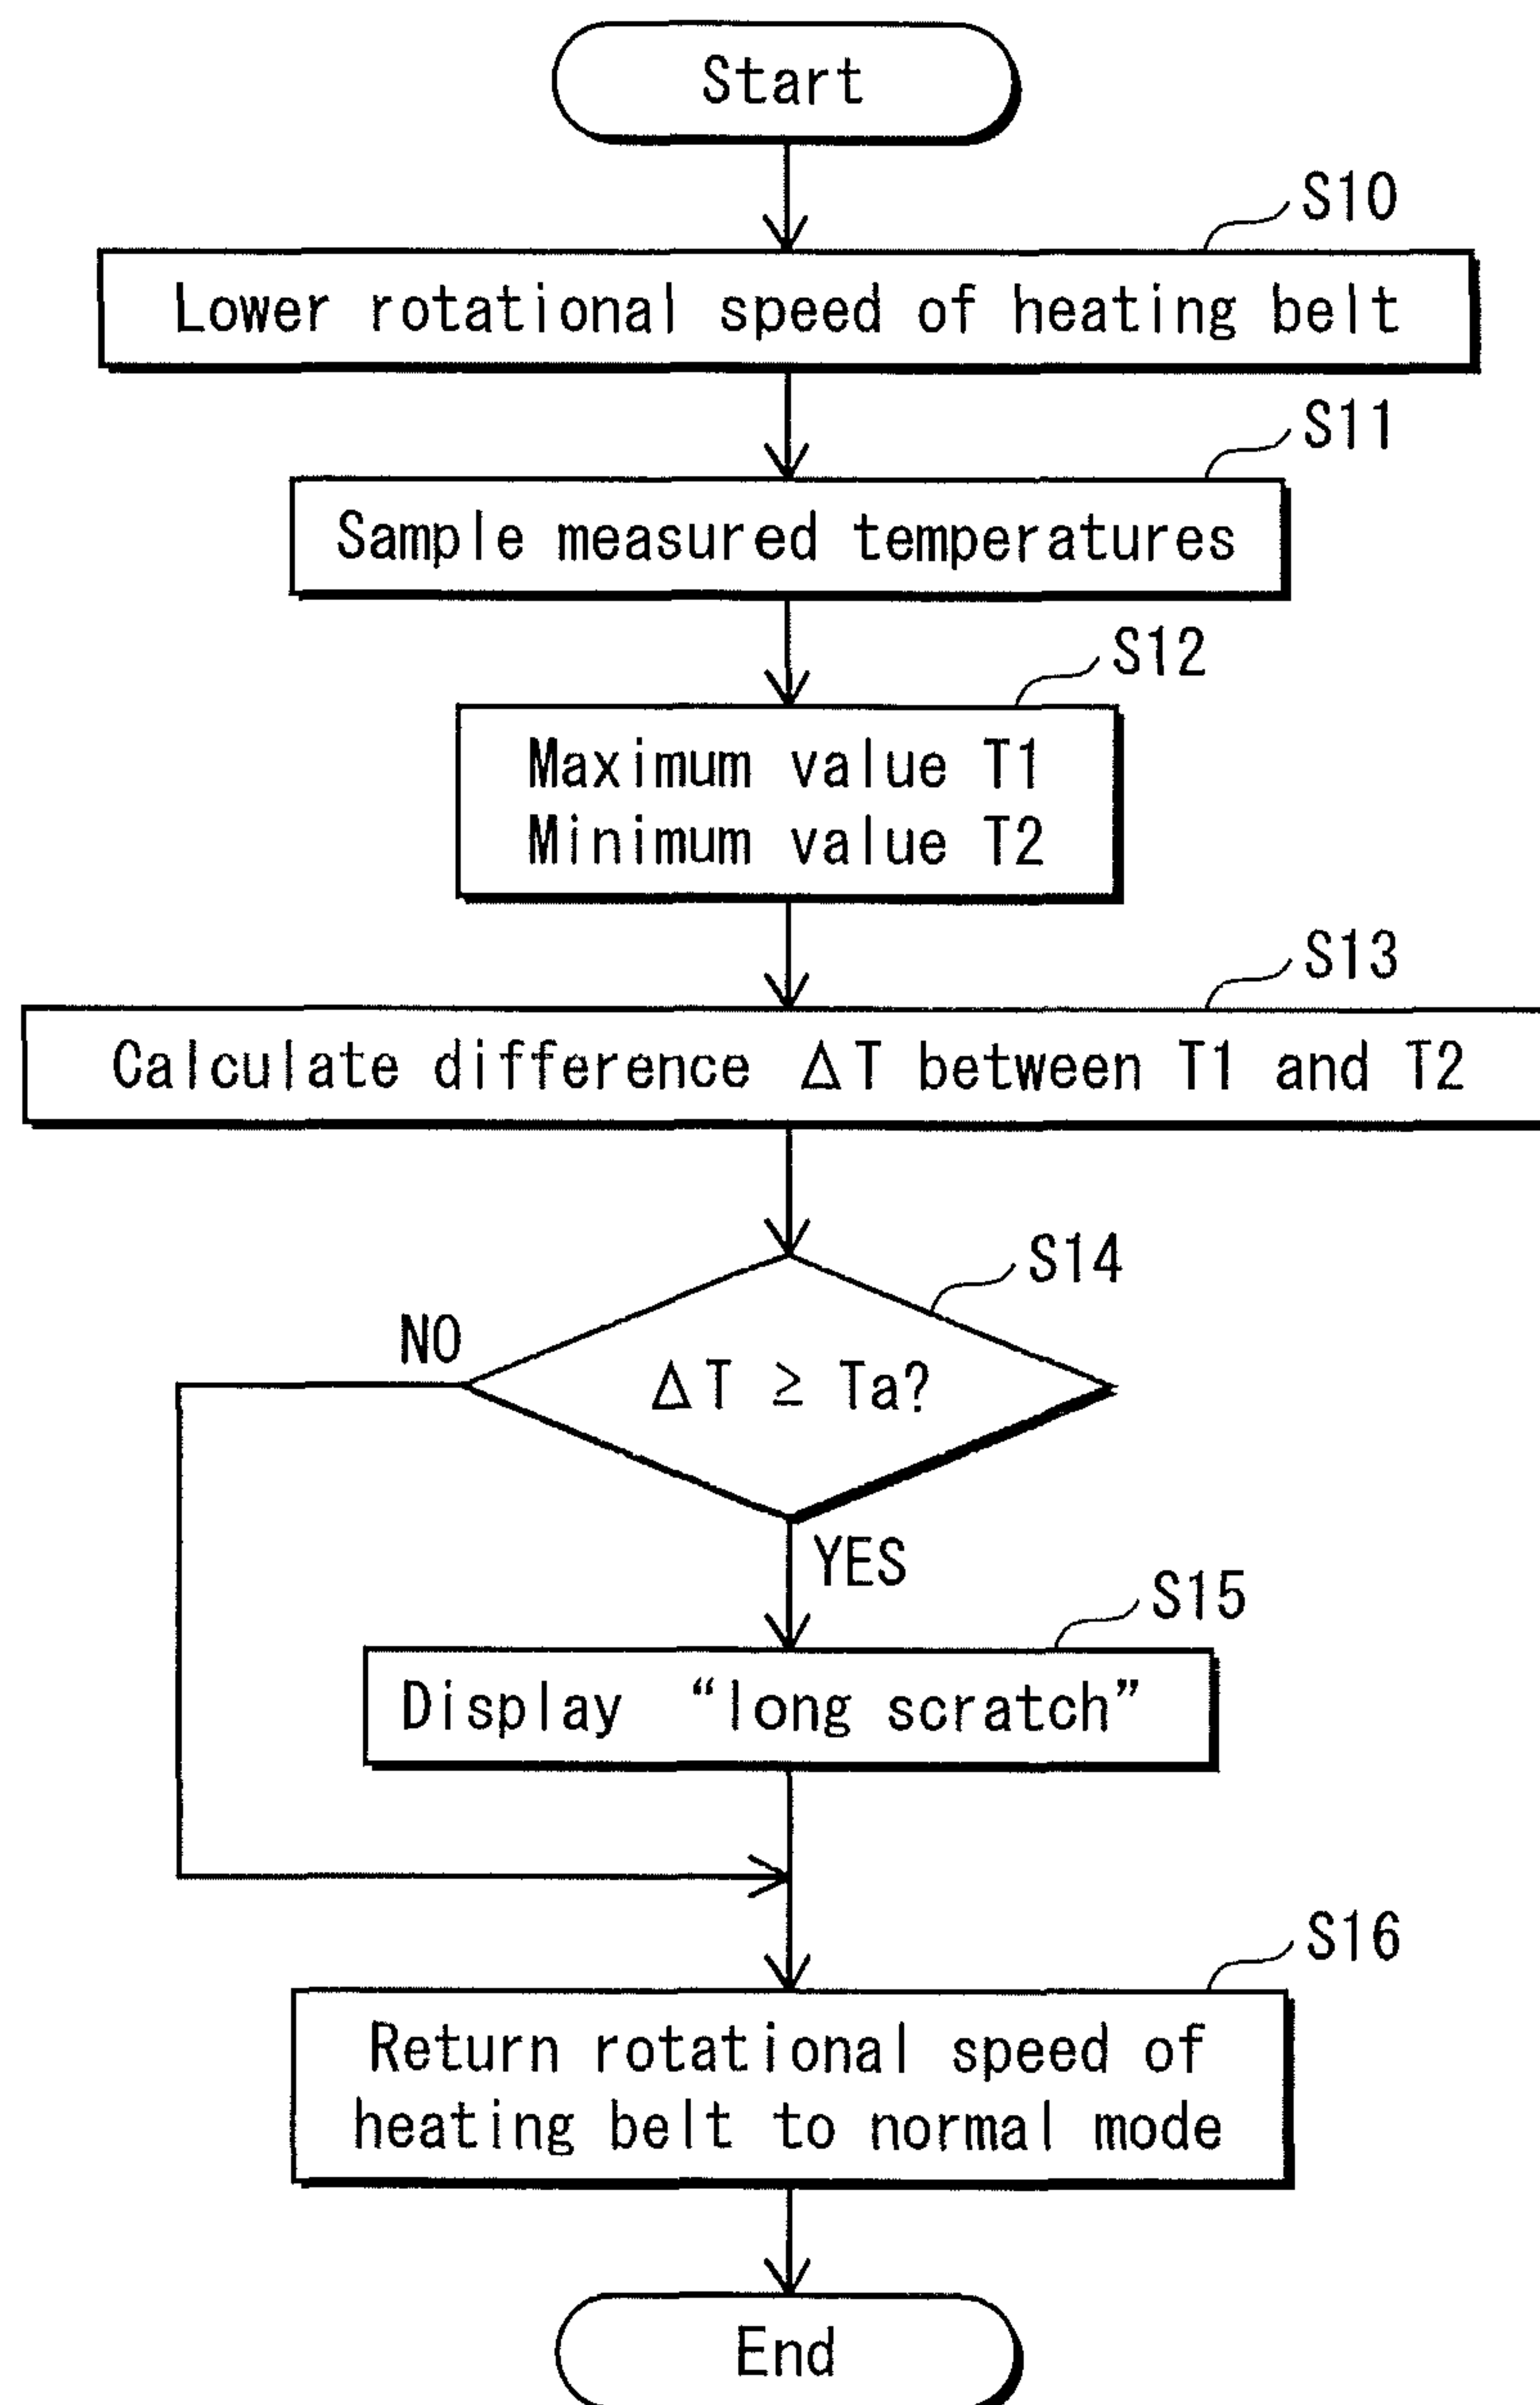 Start
S10
Lower rotational speed of heating belt
S11
Sample measured temperatures
S12
Maximum value T1
Minimum value T2
S13
Calculate difference ΔT between T1 and T2
S14
NO
ΔT ≥ Ta?
YES
S15
Display “long scratch”
S16
Return rotational speed of
heating belt to normal mode
End